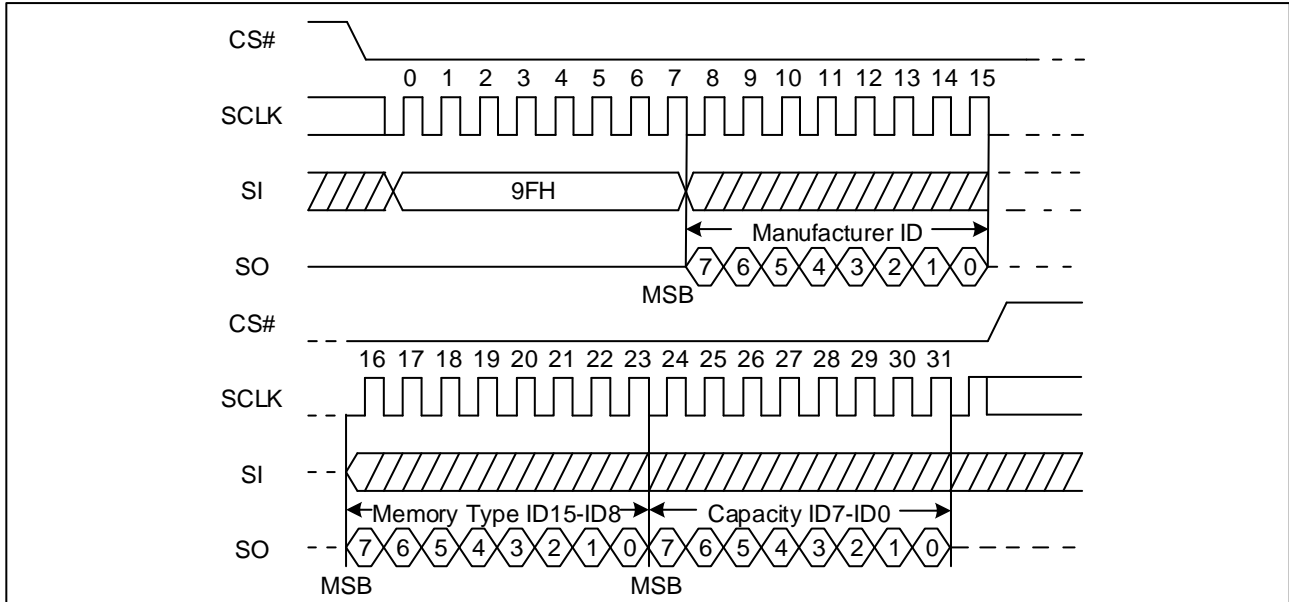 CS#
0 1 2 3 4 5 6 7 8 9 10 11 12 13 14 15
SCLK
SI 9FH
Manufacturer ID
SO 7 6 5 4 3 2 1 0
MSB
CS#
16 17 18 19 20 21 22 23 24 25 26 27 28 29 30 31
SCLK
SI
Memory Type ID15-ID8 Capacity ID7-ID0
SO 7 6 5 4 3 2 1 0 7 6 5 4 3 2 1 0
MSB MSB